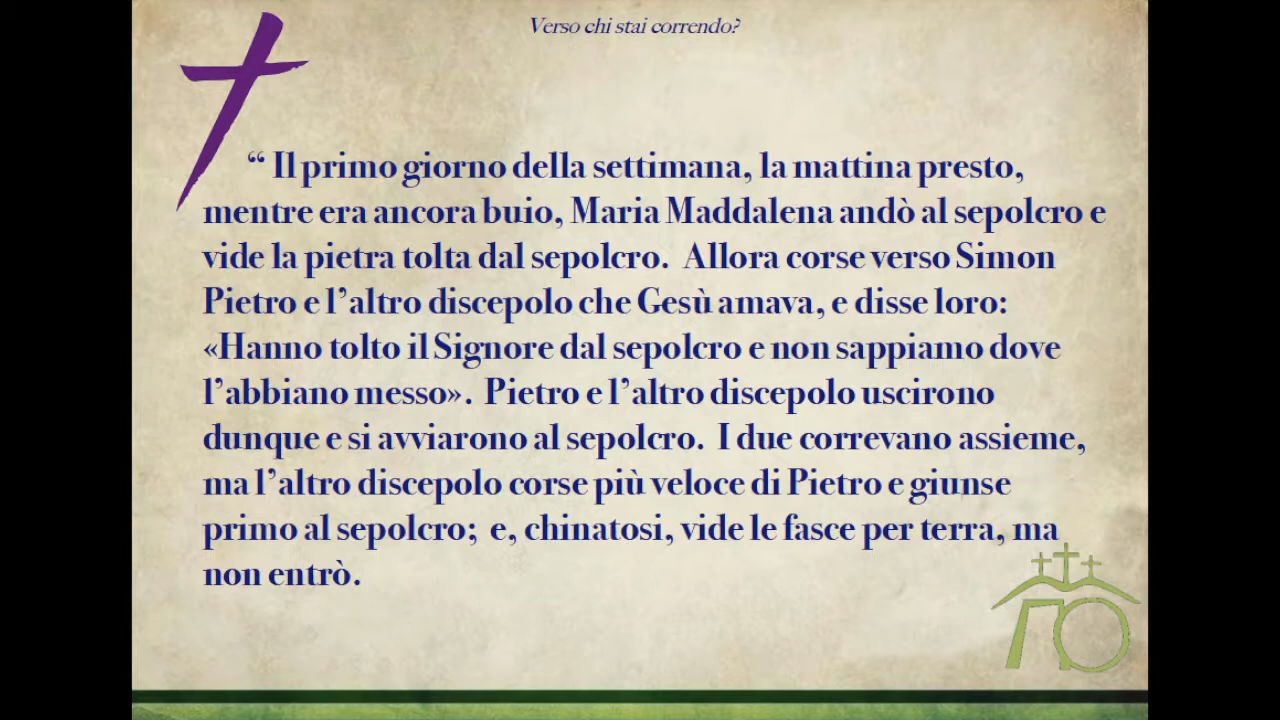 Verso chi stai correndo?
“ Il primo giorno della settimana, la mattina presto,
mentre era ancora buio, Maria Maddalena andò al sepolcro e
vide la pietra tolta dal sepolcro. Allora corse verso Simon
Pietro e l’altro discepolo che Gesù amava, e disse loro:
«Hanno tolto il Signore dal sepolcro e non sappiamo dove
l’abbiano messo». Pietro e l’altro discepolo uscirono
dunque e si avviarono al sepolcro. I due correvano assieme,
ma l’altro discepolo corse più veloce di Pietro e giunse
primo al sepolcro; e, chinatosi, vide le fasce per terra, ma
non entrò.